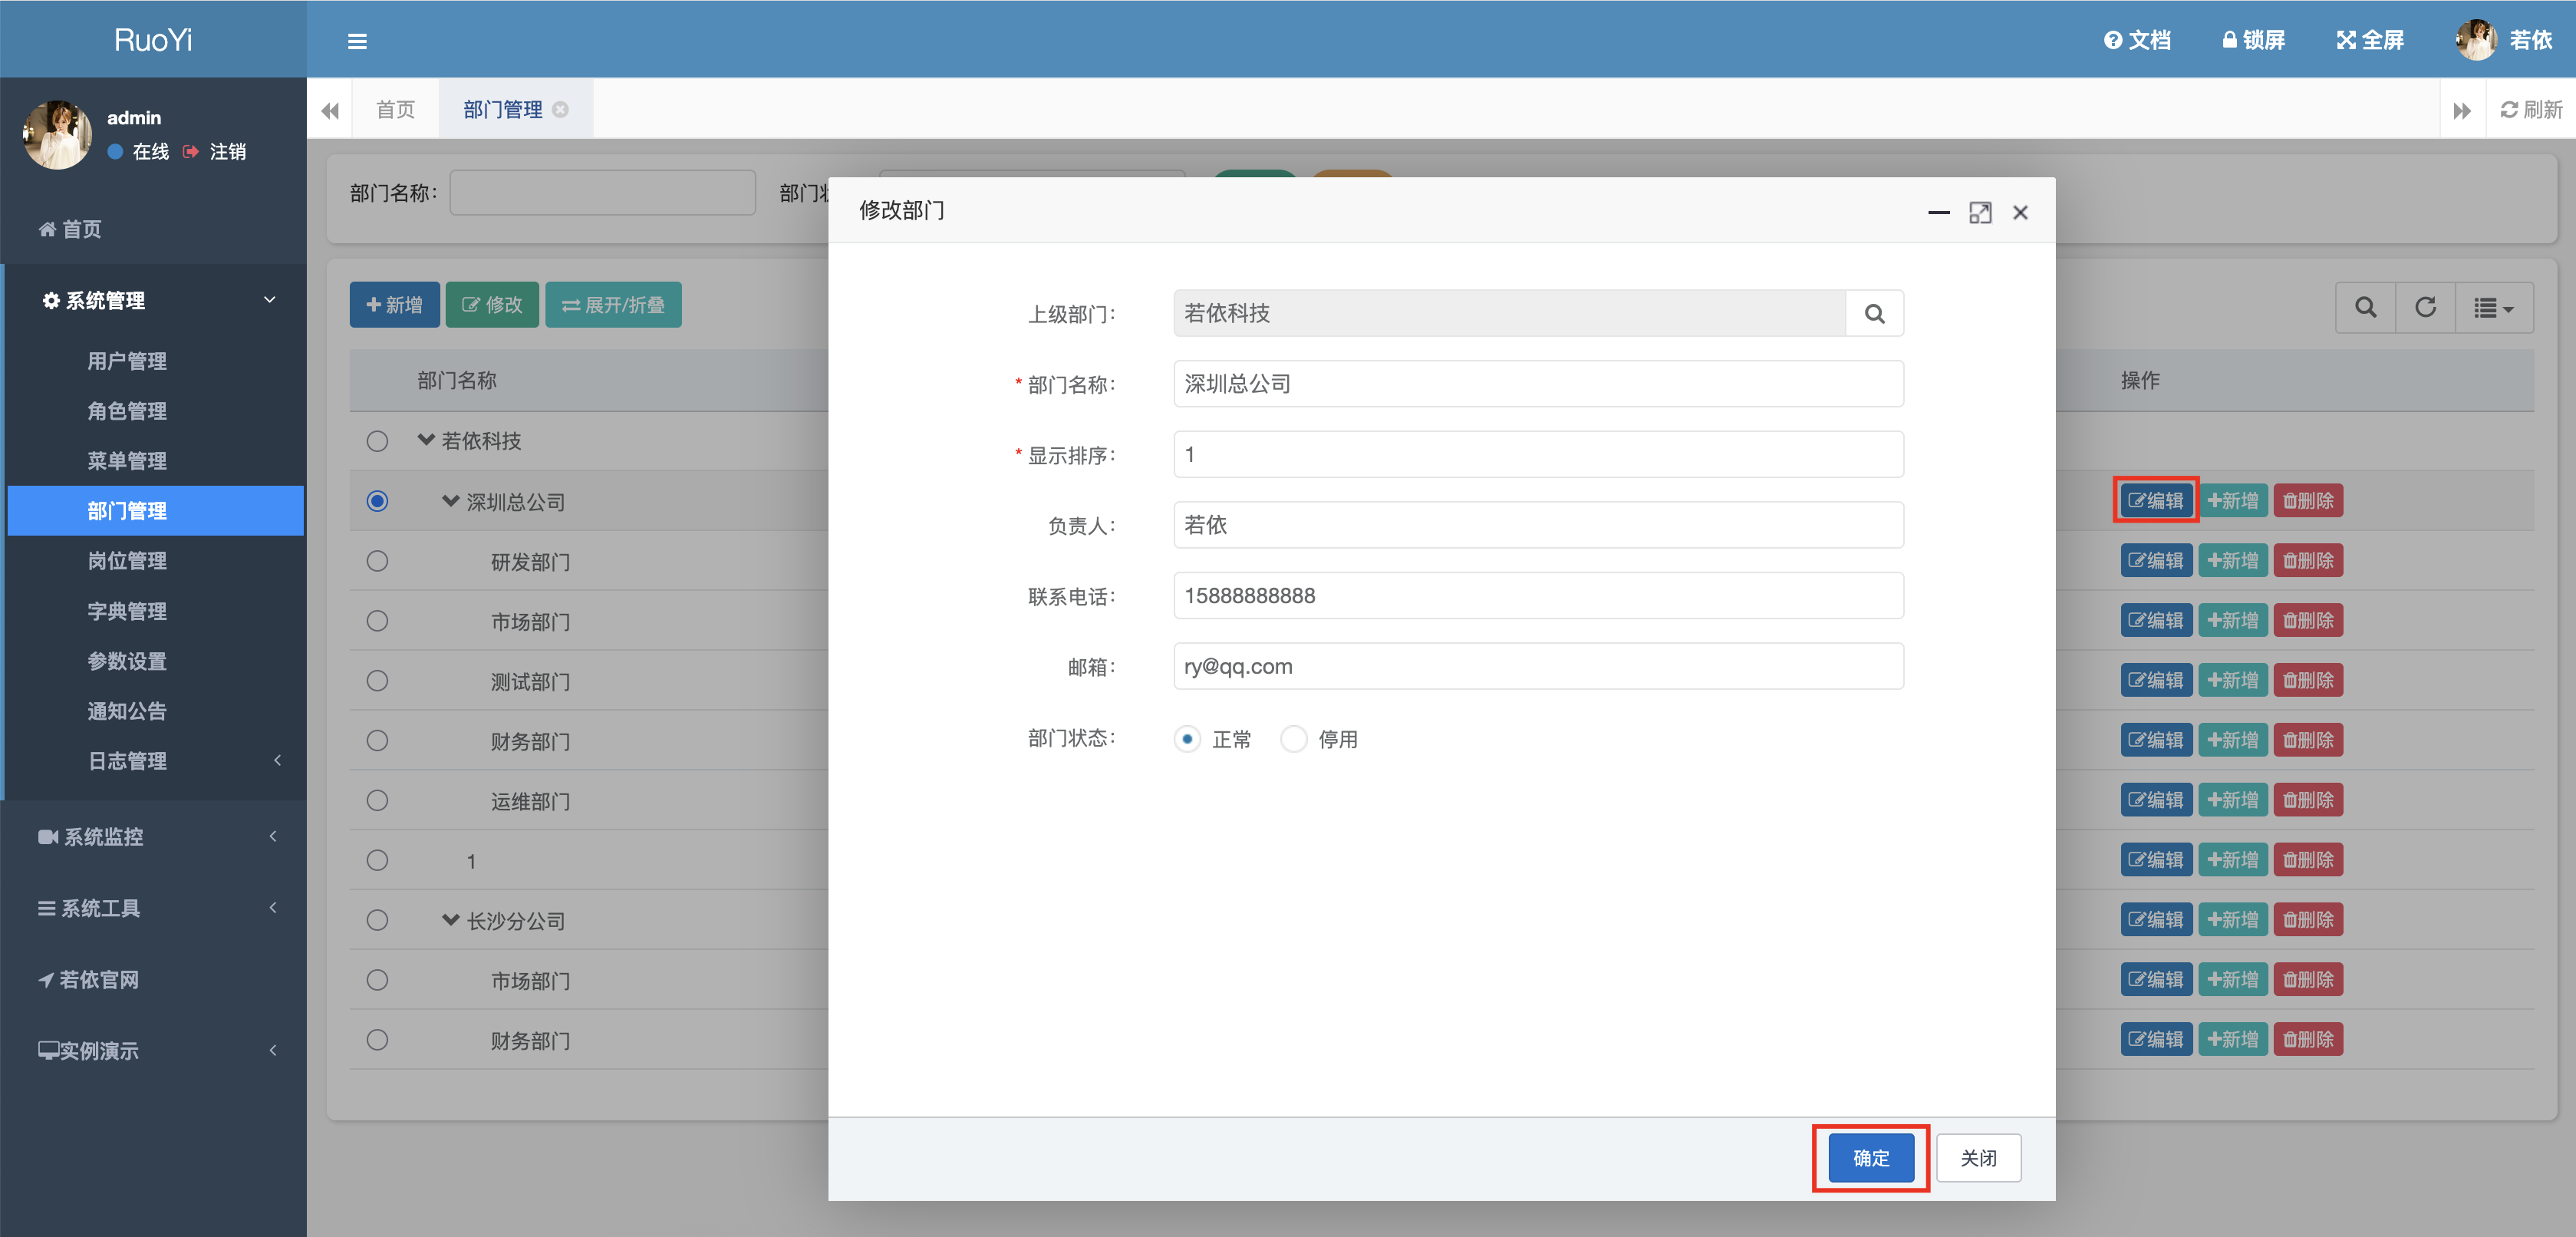 RuoYi
文档 锁屏 全屏 若依
admin
在线 注销
首页 部门管理 刷新
首页
系统管理
用户管理
角色管理
菜单管理
部门管理
岗位管理
字典管理
参数设置
通知公告
日志管理
系统监控
系统工具
若依官网
实例演示
部门名称：
新增 修改 展开/折叠
部门名称 操作
若依科技
深圳总公司 编辑 新增 删除
研发部门 编辑 新增 删除
市场部门 编辑 新增 删除
测试部门 编辑 新增 删除
财务部门 编辑 新增 删除
运维部门 编辑 新增 删除
1 编辑 新增 删除
长沙分公司 编辑 新增 删除
市场部门 编辑 新增 删除
财务部门 编辑 新增 删除
修改部门
上级部门： 若依科技
* 部门名称： 深圳总公司
* 显示排序： 1
负责人： 若依
联系电话： 15888888888
邮箱： ry@qq.com
部门状态： 正常 停用
确定 关闭